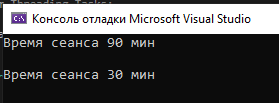 Консоль отладки Microsoft Visual Studio
Время сеанса 90 мин
Время сеанса 30 мин